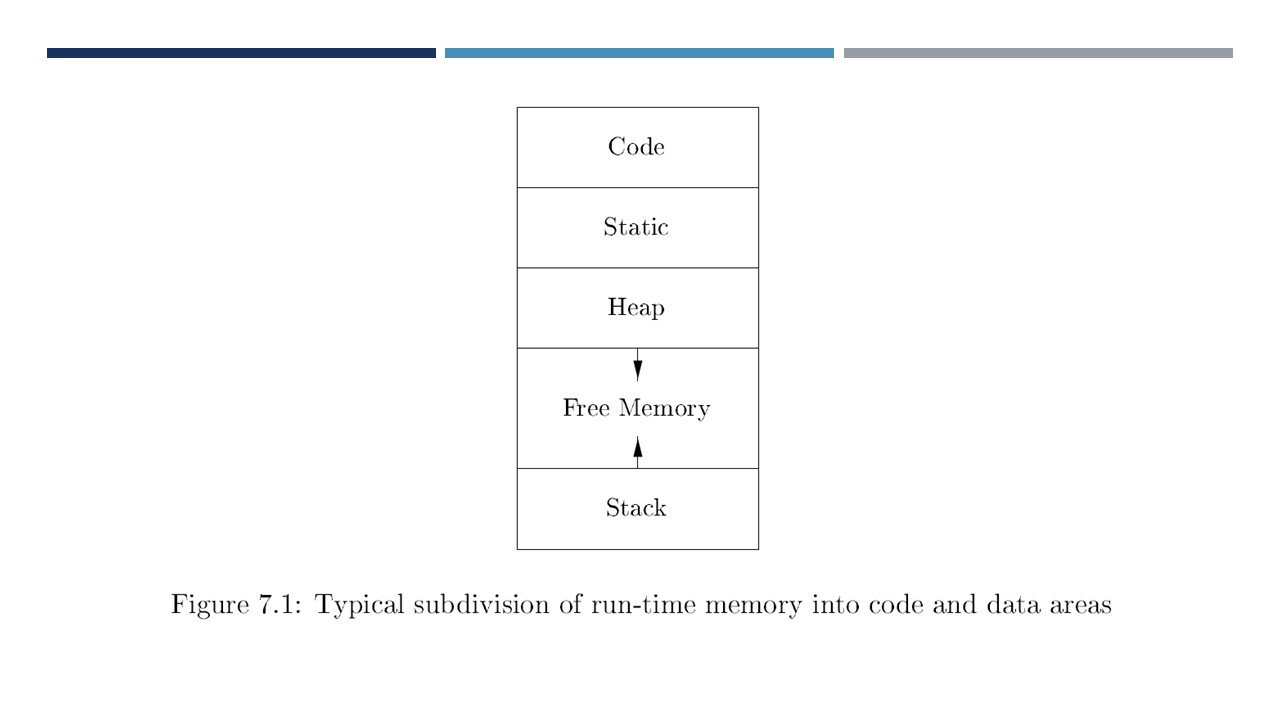 Code
Static
Heap
Free Memory
Stack
Figure 7.1: Typical subdivision of run-time memory into code and data areas